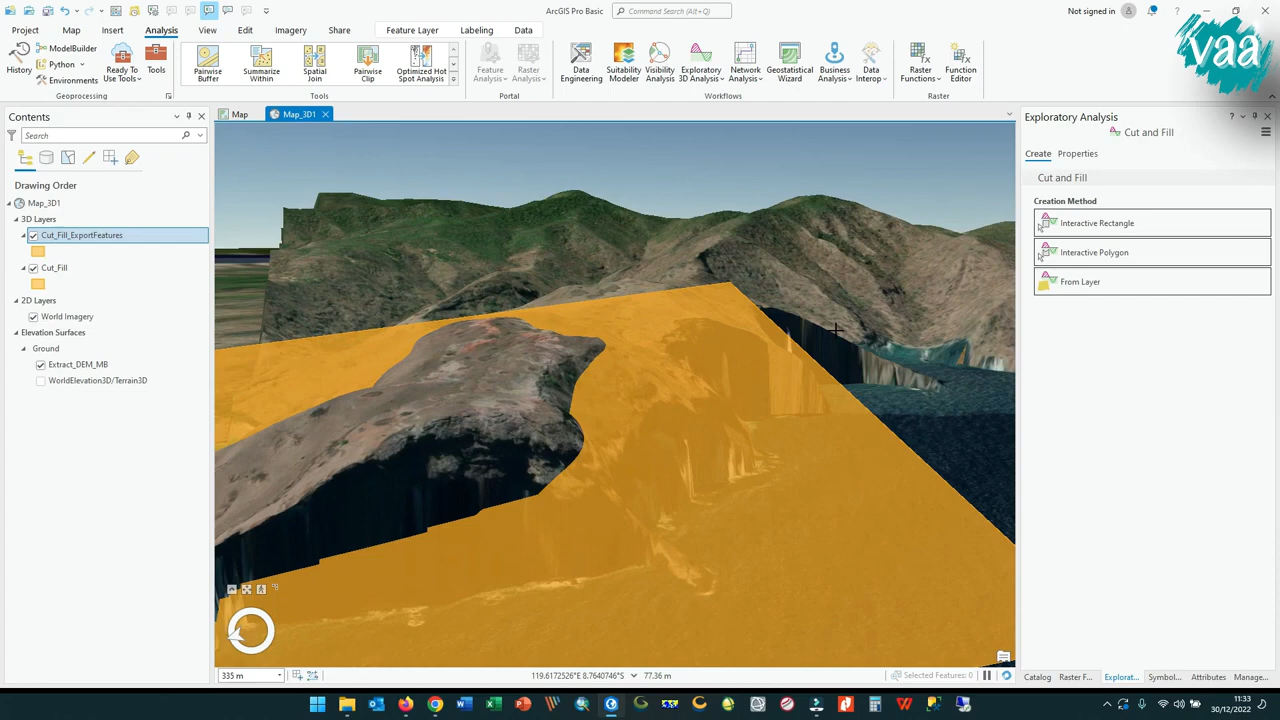 ArcGIS Pro Basic
Command Search (Alt+Q)
Not signed in
vaa
Project
Map
Insert
Analysis
View
Edit
Imagery
Share
Feature Layer
Labeling
Data
History
ModelBuilder
Python
Environments
Ready To Use Tools
Tools
Geoprocessing
Pairwise Buffer
Summarize Within
Spatial Join
Pairwise Clip
Optimized Hot Spot Analysis
Tools
Feature Analysis
Raster Analysis
Portal
Data Engineering
Suitability Modeler
Visibility Analysis
Exploratory 3D Analysis
Network Analysis
Geostatistical Wizard
Business Analysis
Data Interop
Workflows
Raster Functions
Function Editor
Raster
Contents
Search
Drawing Order
Map_3D1
3D Layers
Cut_Fill_ExportFeatures
Cut_Fill
2D Layers
World Imagery
Elevation Surfaces
Ground
Extract_DEM_MB
WorldElevation3D/Terrain3D
Map
Map_3D1
335 m
119.6172526°E 8.7640746°S
77.36 m
Selected Features: 0
Exploratory Analysis
Cut and Fill
Create
Properties
Cut and Fill
Creation Method
Interactive Rectangle
Interactive Polygon
From Layer
Catalog
Raster F...
Explorat...
Symbol...
Attributes
Manage...
11:33
30/12/2022